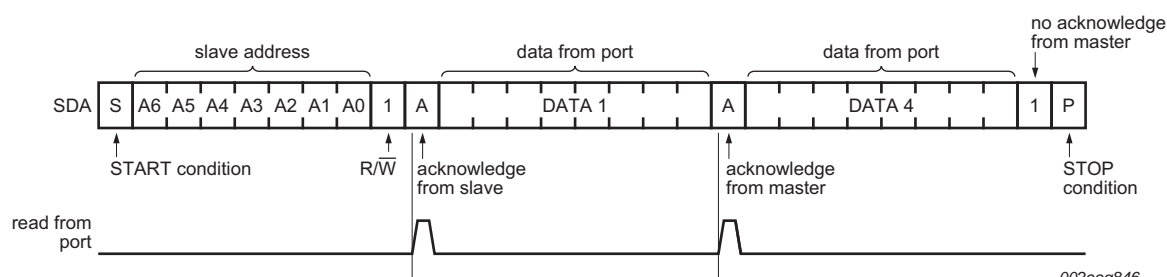 no acknowledge
from master
slave address
data from port
data from port
SDA
S
A6
A5
A4
A3
A2
A1
A0
1
A
DATA 1
A
DATA 4
1
P
START condition
R/W̅
acknowledge
from slave
acknowledge
from master
STOP
condition
read from
port